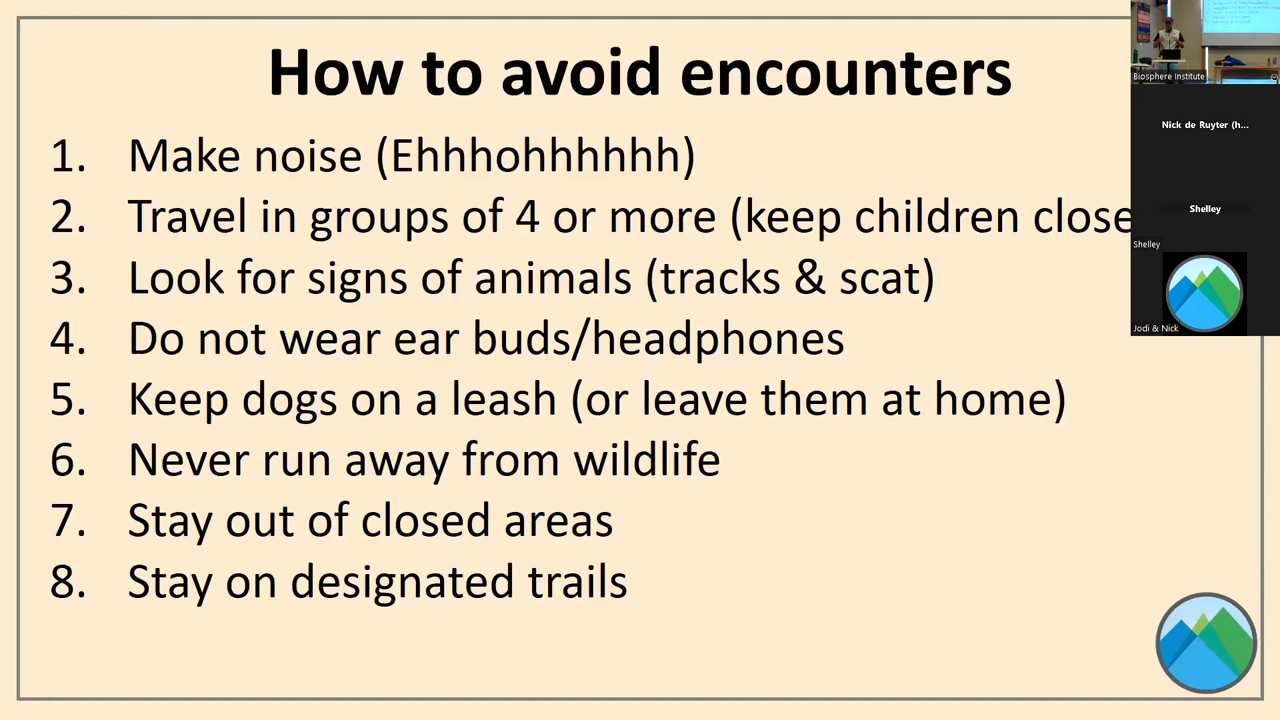 How to avoid encounters
1. Make noise (Ehhhohhhhhh)
2. Travel in groups of 4 or more (keep children close
3. Look for signs of animals (tracks & scat)
4. Do not wear ear buds/headphones
5. Keep dogs on a leash (or leave them at home)
6. Never run away from wildlife
7. Stay out of closed areas
8. Stay on designated trails
Biosphere Institute
Nick de Ruyter (h...
Shelley
Shelley
Jodi & Nick